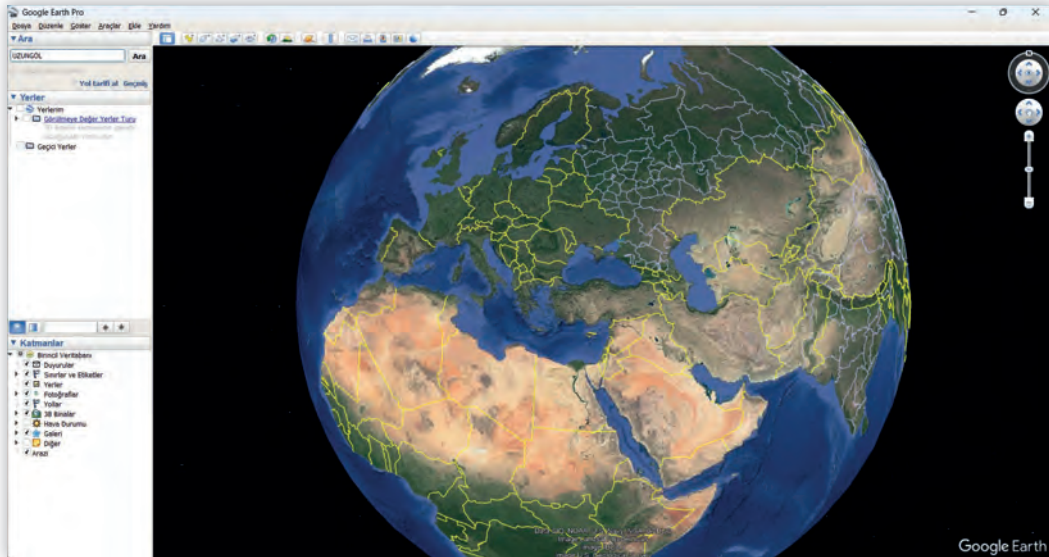 Google Earth Pro
Dosya Düzenle Göster Araçlar Ekle Yardım
Ara
UZUNGÖL
Ara
Yol tarifi al Geçmiş
Yerler
Yerlerim
Görülmeye Değer Yerler Turu
Geçici Yerler
Katmanlar
Birincil Veritabanı
Duyurular
Sınırlar ve Etiketler
Yerler
Fotoğraflar
Yollar
3B Binalar
Hava Durumu
Galeri
Diğer
Arazi
Google Earth